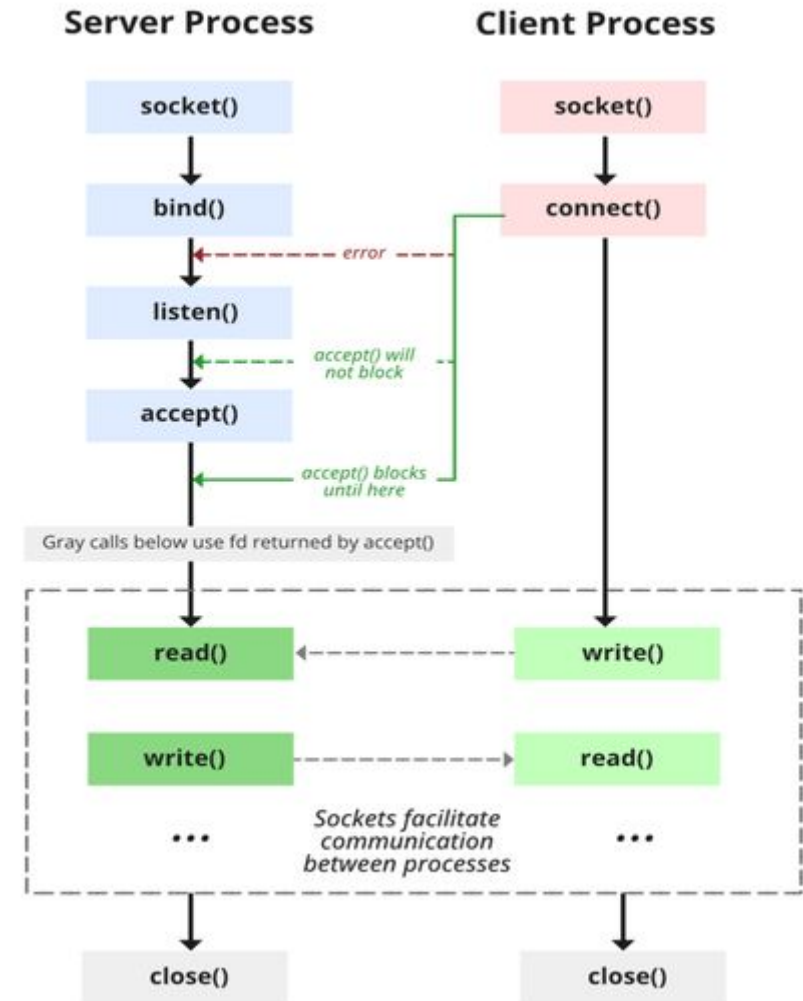 Server Process
Client Process
socket()
socket()
bind()
connect()
error
listen()
accept() will
not block
accept()
accept() blocks
until here
Gray calls below use fd returned by accept()
read()
write()
write()
read()
...
Sockets facilitate
communication
between processes
...
close()
close()